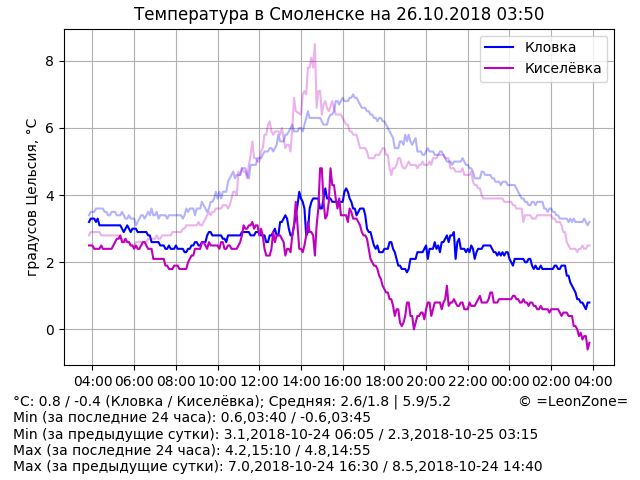 Температура в Смоленске на 26.10.2018 03:50
Кловка
Киселёвка
градусов Цельсия, °C
8
6
4
2
0
04:00 06:00 08:00 10:00 12:00 14:00 16:00 18:00 20:00 22:00 00:00 02:00 04:00
°C: 0.8 / -0.4 (Кловка / Киселёвка); Средняя: 2.6/1.8 | 5.9/5.2 © =LeonZone=
Min (за последние 24 часа): 0.6,03:40 / -0.6,03:45
Min (за предыдущие сутки): 3.1,2018-10-24 06:05 / 2.3,2018-10-25 03:15
Max (за последние 24 часа): 4.2,15:10 / 4.8,14:55
Max (за предыдущие сутки): 7.0,2018-10-24 16:30 / 8.5,2018-10-24 14:40